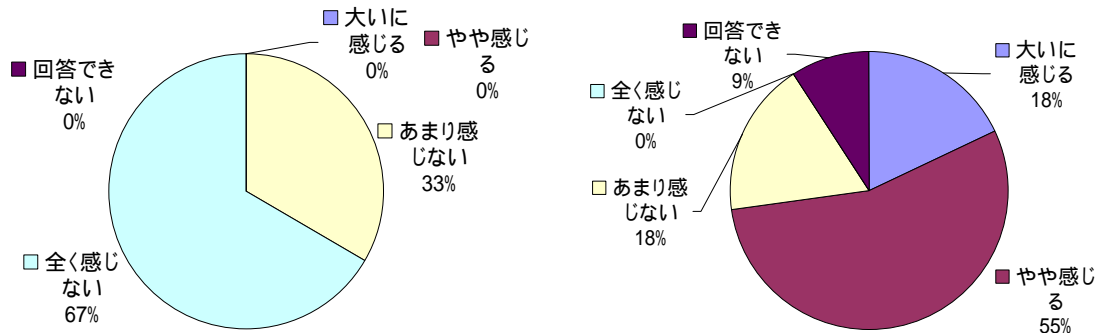 大いに
感じる
0%
やや感じ
る
0%
回答でき
ない
0%
あまり感
じない
33%
全く感じ
ない
67%
回答でき
ない
9%
大いに
感じる
18%
全く感じ
ない
0%
あまり感
じない
18%
やや感じ
る
55%